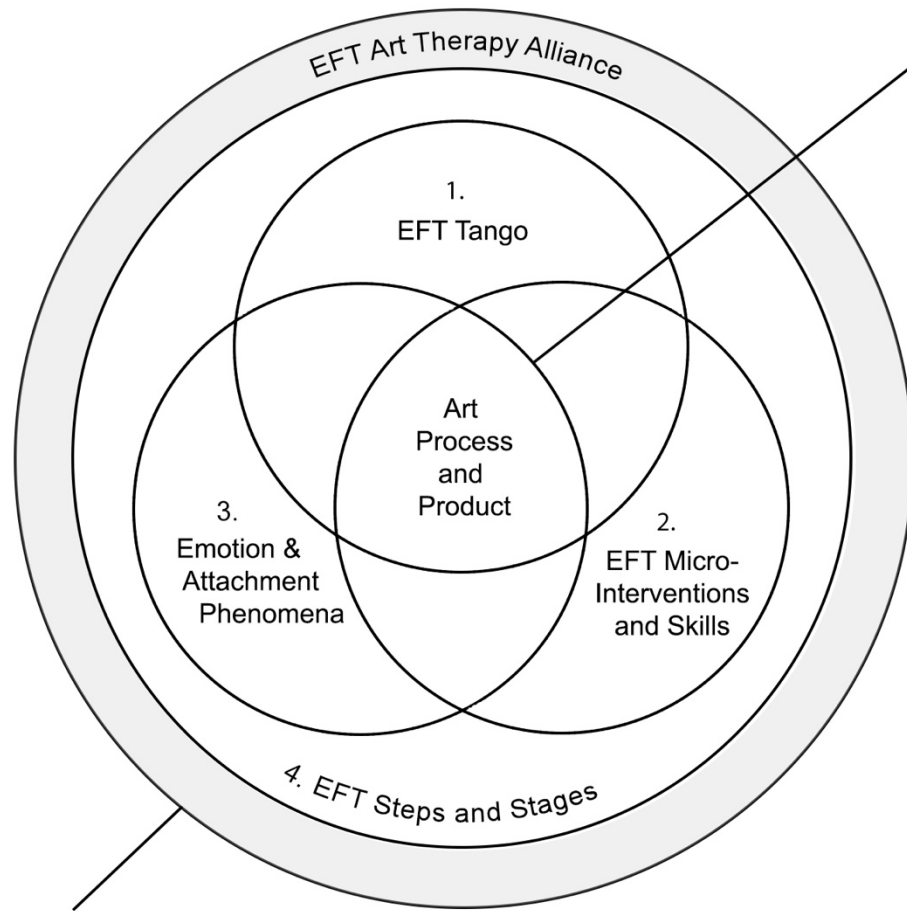 EFT Art Therapy Alliance
1.
EFT Tango
Art
Process
and
Product
3.
Emotion &
Attachment
Phenomena
2.
EFT Micro-
Interventions
and Skills
4. EFT Steps and Stages